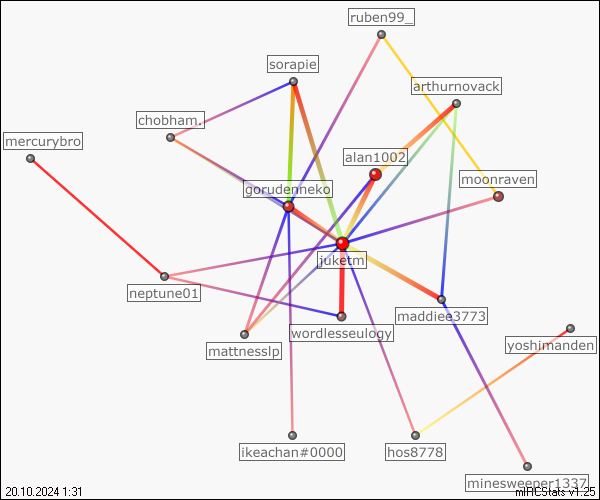 ruben99_
sorapie
arthurnovack
chobham.
mercurybro
alan1002
moonraven
gorudenneko
juketm
neptune01
maddiee3773
wordlesseulogy
yoshimanden
mattnesslp
ikeachan#0000
hos8778
minesweeper1337
20.10.2024 1:31
mIRCStats v1.25